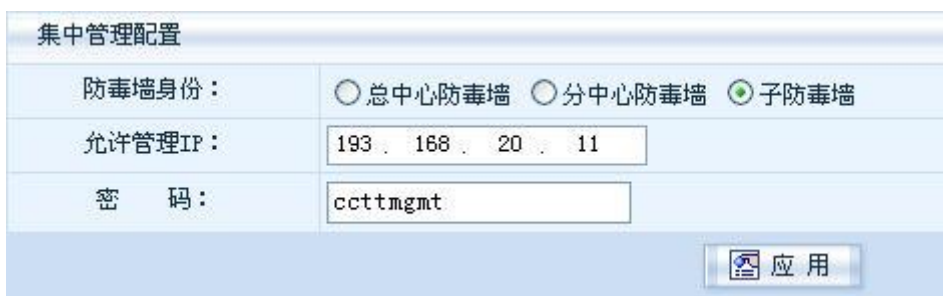 集中管理配置
防毒墙身份： 总中心防毒墙 分中心防毒墙 子防毒墙
允许管理IP： 193 . 168 . 20 . 11
密 码： ccttmgmt
应 用